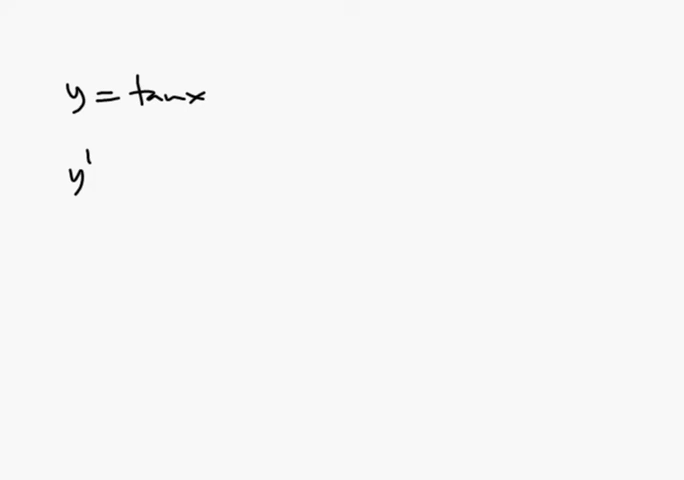 y = tanx
y'